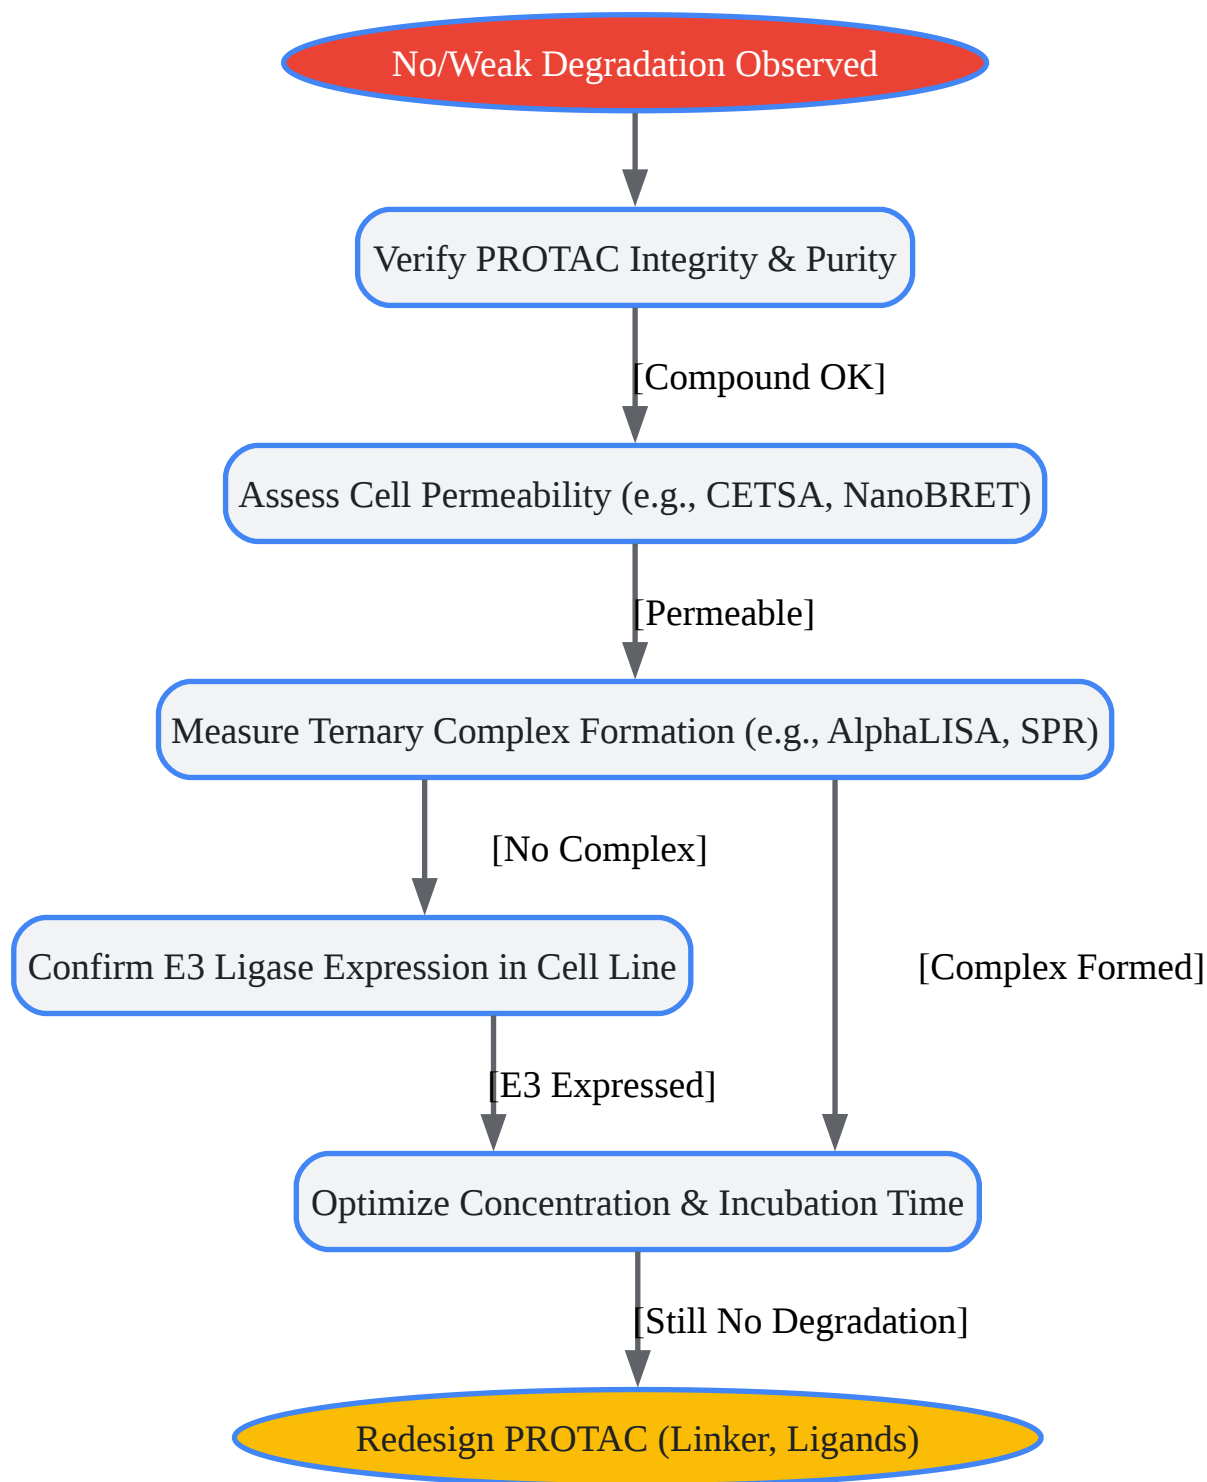 No/Weak Degradation Observed
Verify PROTAC Integrity & Purity
[Compound OK]
Assess Cell Permeability (e.g., CETSA, NanoBRET)
[Permeable]
Measure Ternary Complex Formation (e.g., AlphaLISA, SPR)
[No Complex]
Confirm E3 Ligase Expression in Cell Line
[Complex Formed]
[E3 Expressed]
Optimize Concentration & Incubation Time
[Still No Degradation]
Redesign PROTAC (Linker, Ligands)